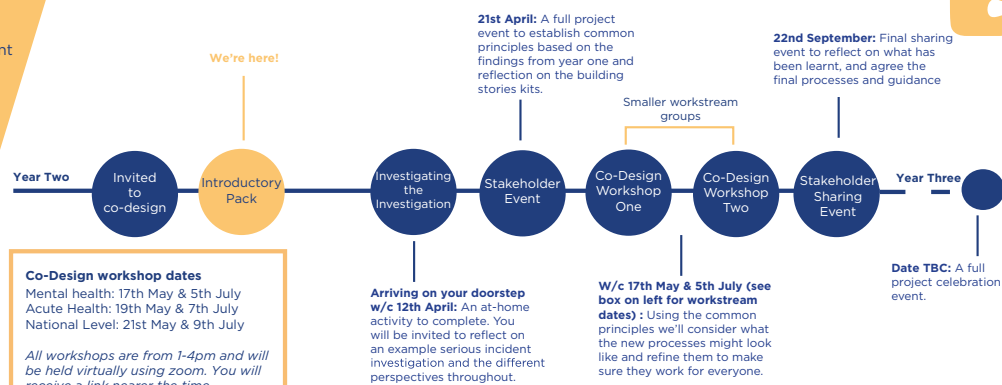 nt
We're here!
21st April: A full project
event to establish common
principles based on the
findings from year one and
reflection on the building
stories kits.
Smaller workstream
groups
22nd September: Final sharing
event to reflect on what has
been learnt, and agree the
final processes and guidance
Year Two
Invited
to
co-design
Introductory
Pack
Investigating
the
Investigation
Stakeholder
Event
Co-Design
Workshop
One
Co-Design
Workshop
Two
Stakeholder
Sharing
Event
Year Three
Co-Design workshop dates
Mental health: 17th May & 5th July
Acute Health: 19th May & 7th July
National Level: 21st May & 9th July
All workshops are from 1-4pm and will
be held virtually using zoom. You will
receive a link nearer the time
Arriving on your doorstep
w/c 12th April: An at-home
activity to complete. You
will be invited to reflect on
an example serious incident
investigation and the different
perspectives throughout.
W/c 17th May & 5th July (see
box on left for workstream
dates) : Using the common
principles we'll consider what
the new processes might look
like and refine them to make
sure they work for everyone.
Date TBC: A full
project celebration
event.